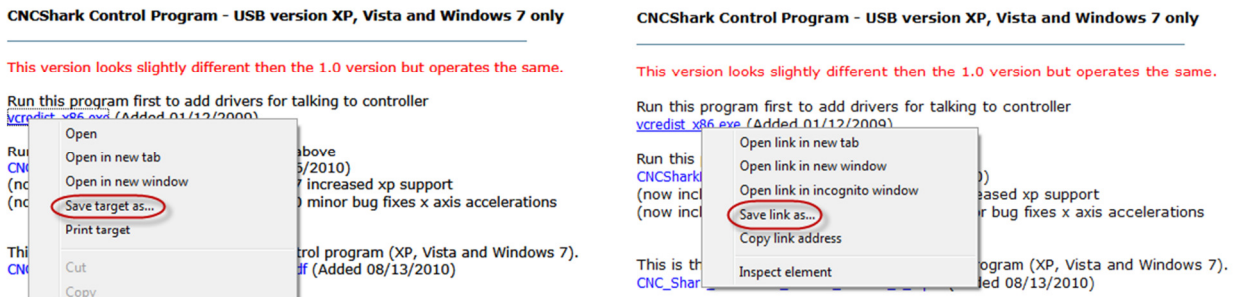 CNCShark Control Program - USB version XP, Vista and Windows 7 only
This version looks slightly different then the 1.0 version but operates the same.
Run this program first to add drivers for talking to controller
vcredist_x86.exe (Added 01/12/2009)
Open
Open in new tab
Open in new window
Save target as...
Print target
Cut
Copy
above
/2010)
increased xp support
minor bug fixes x axis accelerations
trol program (XP, Vista and Windows 7).
(Added 08/13/2010)
CNCShark Control Program - USB version XP, Vista and Windows 7 only
This version looks slightly different then the 1.0 version but operates the same.
Run this program first to add drivers for talking to controller
vcredist_x86.exe (Added 01/12/2009)
Run this
CNCShark
(now incl
(now incl
Open link in new tab
Open link in new window
Open link in incognito window
Save link as...
Copy link address
Inspect element
eased xp support
bug fixes x axis accelerations
This is th
ogram (XP, Vista and Windows 7).
CNC_Shar
ed 08/13/2010)